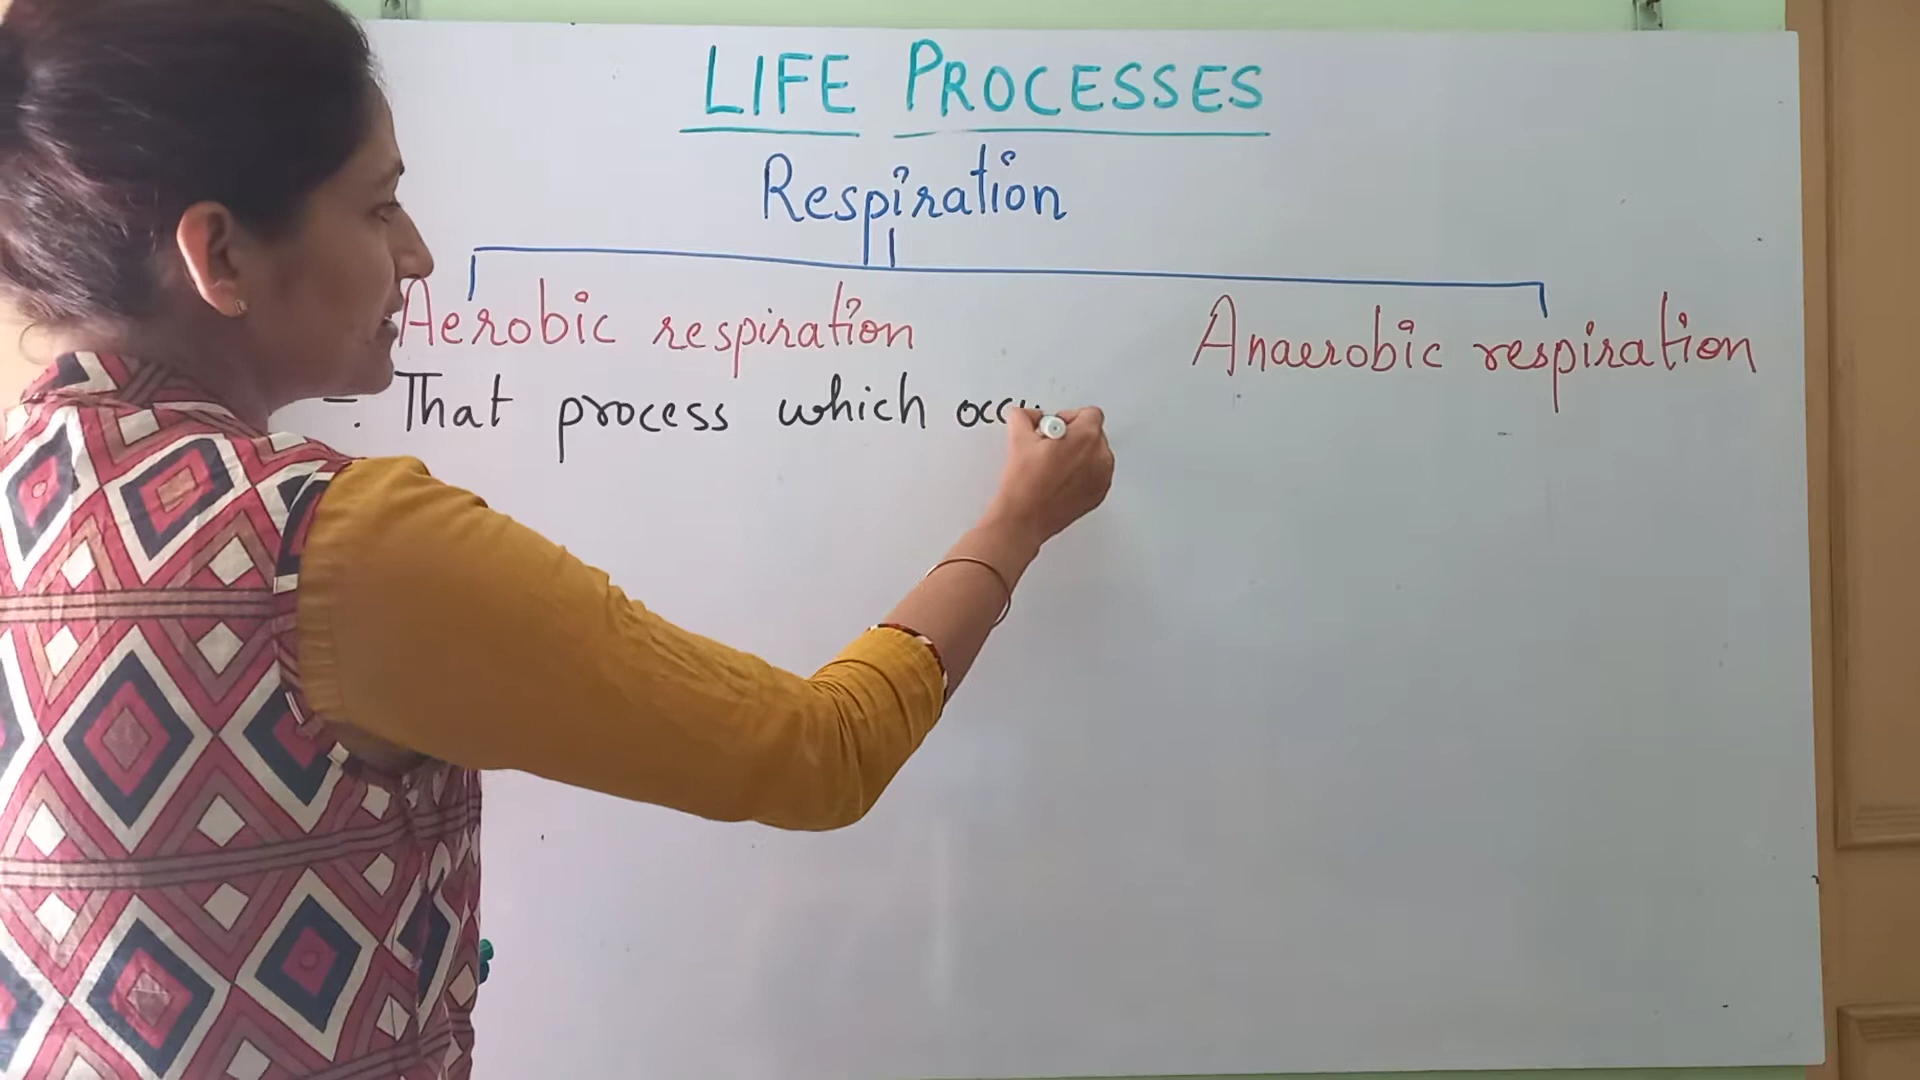 LIFE PROCESSES
Respiration
Aerobic respiration
Anaerobic respiration
That process which